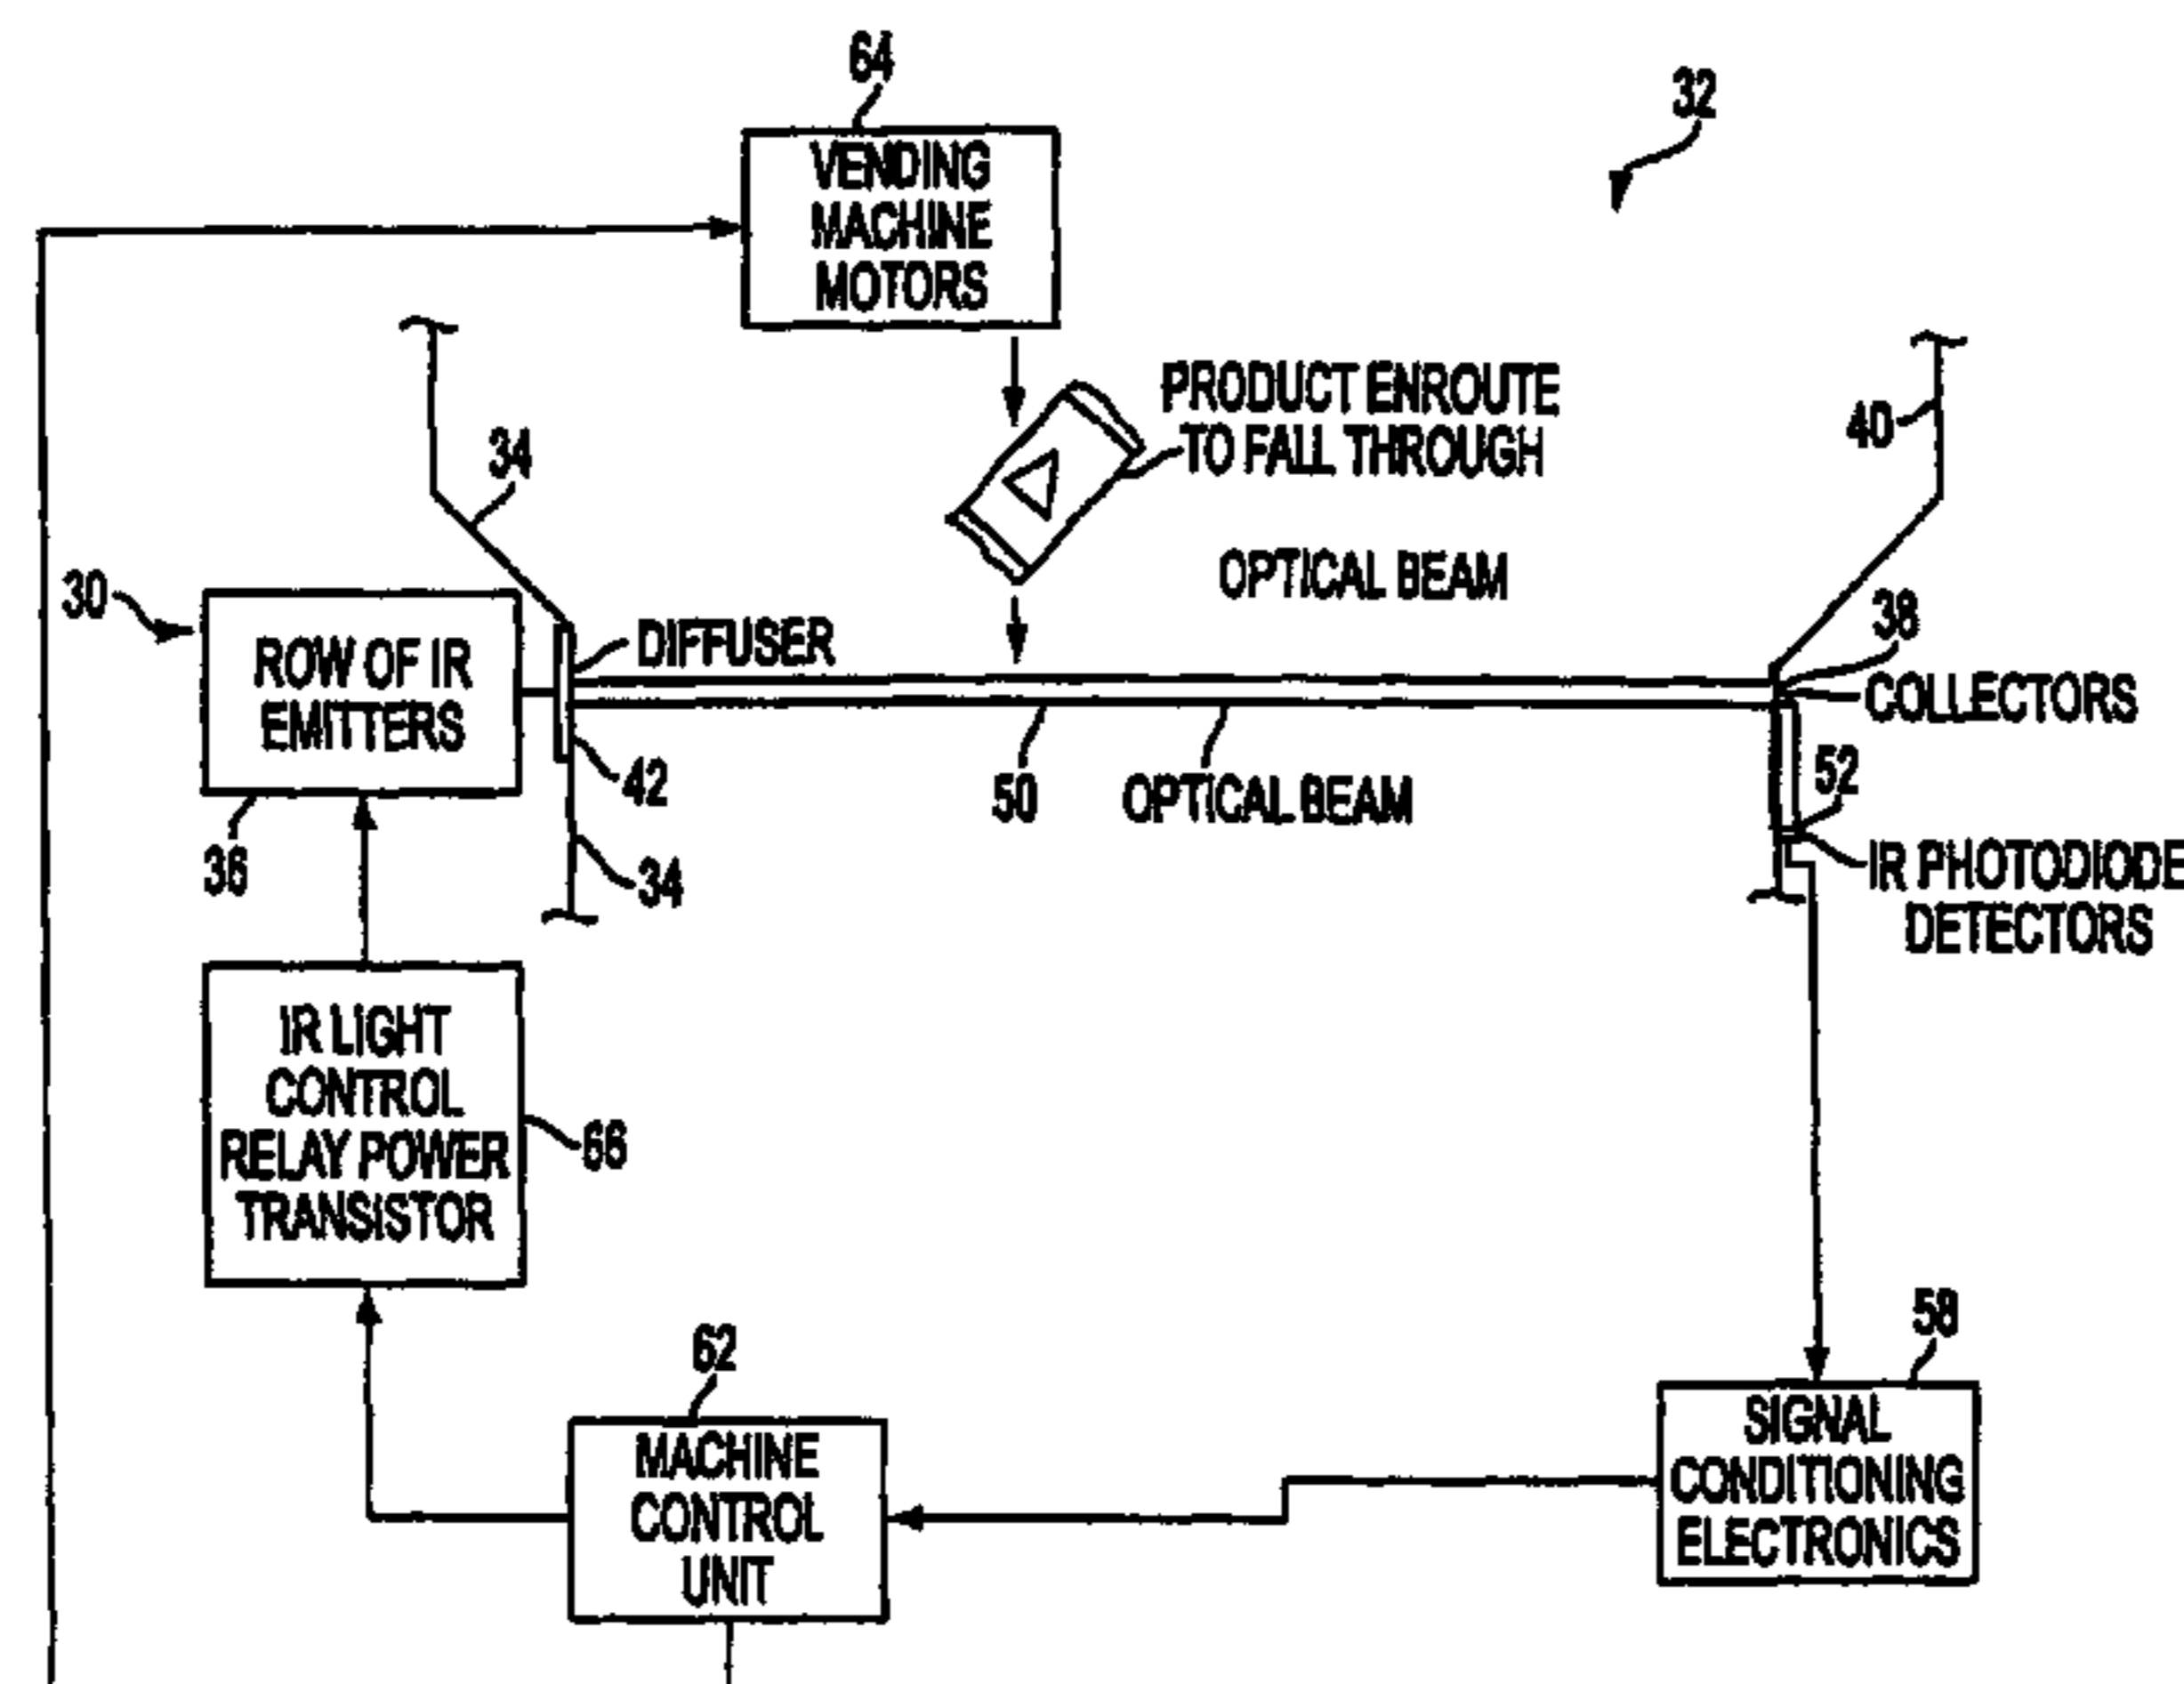 64
32
VENDING
MACHINE
MOTORS
PRODUCT ENROUTE
TO FALL THROUGH
40
34
OPTICAL BEAM
30
38
DIFFUSER
ROW OF IR
EMITTERS
COLLECTORS
42
50
OPTICAL BEAM
52
36
34
IR PHOTODIODE
DETECTORS
IR LIGHT
CONTROL
RELAY POWER
TRANSISTOR
66
62
58
MACHINE
CONTROL
UNIT
SIGNAL
CONDITIONING
ELECTRONICS